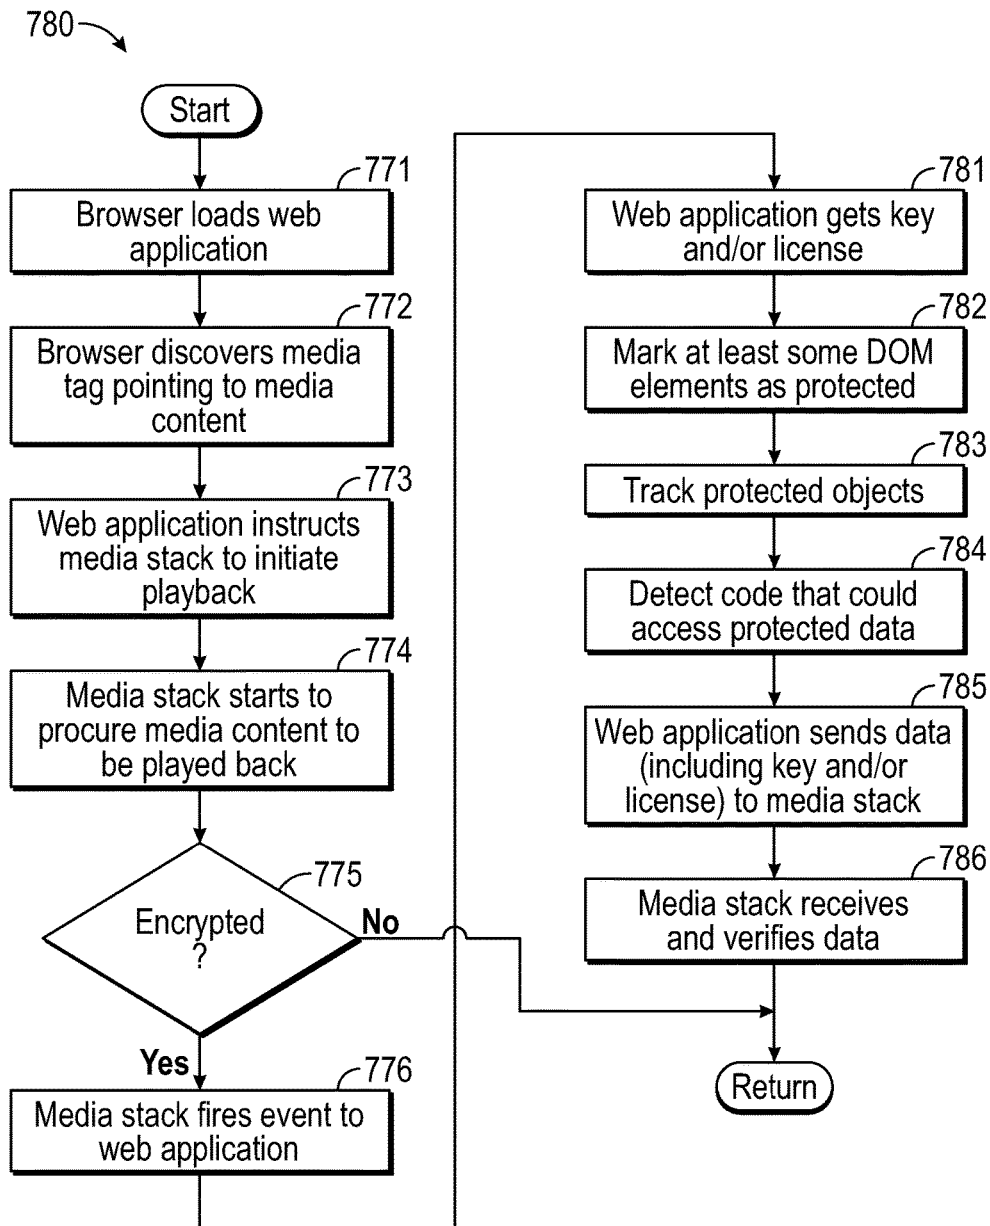 780
Start
771
Browser loads web
application
772
Browser discovers media
tag pointing to media
content
773
Web application instructs
media stack to initiate
playback
774
Media stack starts to
procure media content to
be played back
775
Encrypted
?
No
Yes
776
Media stack fires event to
web application
781
Web application gets key
and/or license
782
Mark at least some DOM
elements as protected
783
Track protected objects
784
Detect code that could
access protected data
785
Web application sends data
(including key and/or
license) to media stack
786
Media stack receives
and verifies data
Return